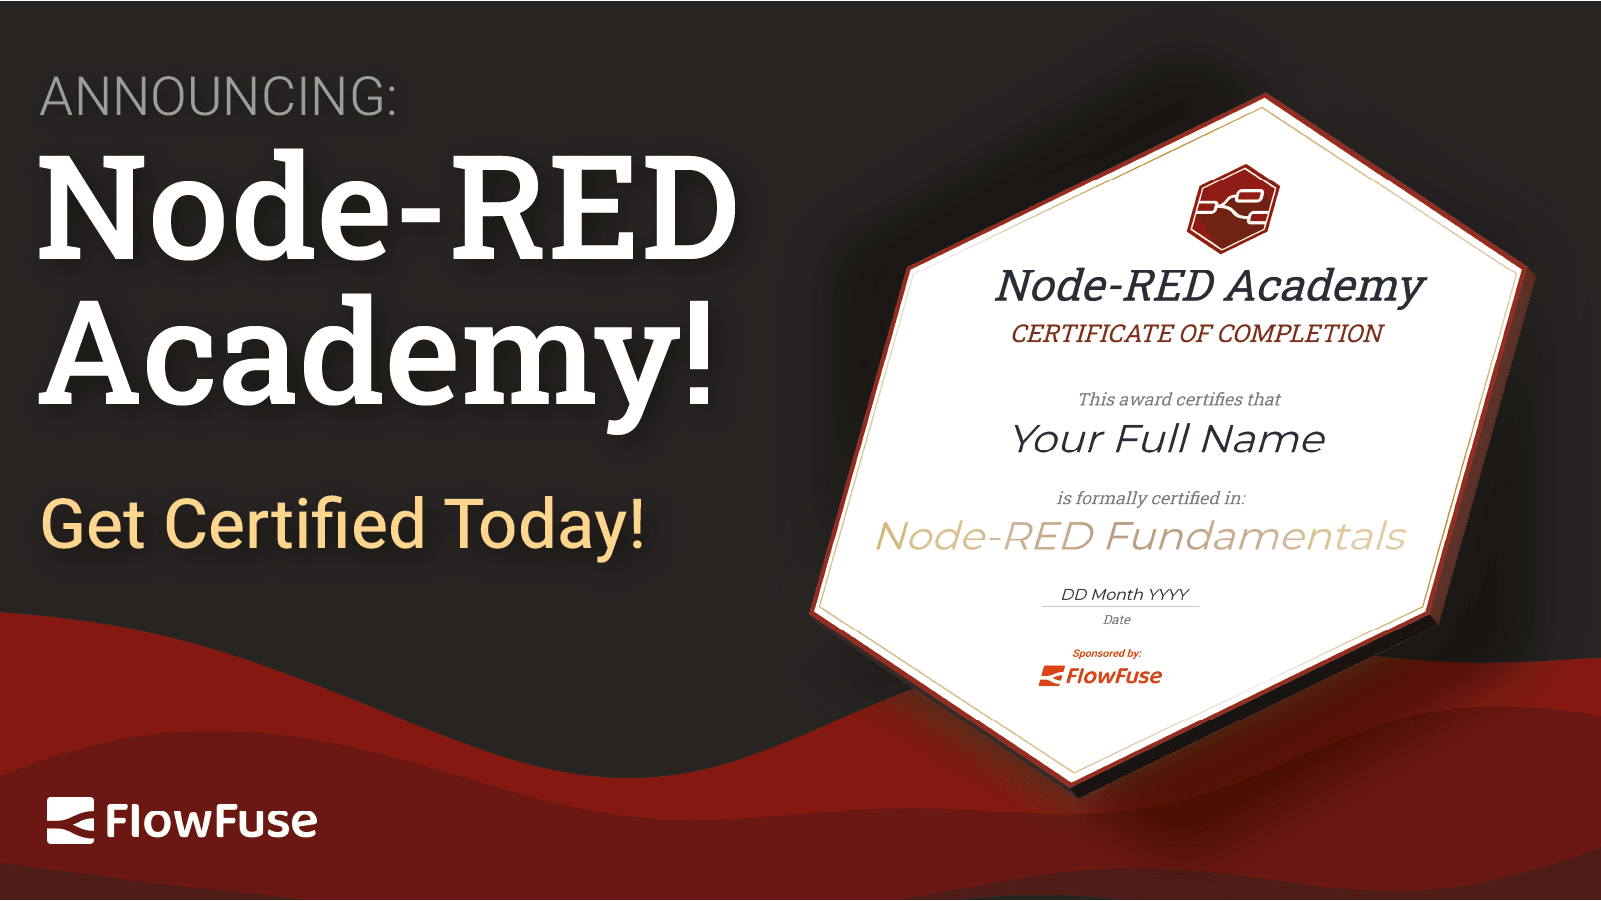 ANNOUNCING:
Node-RED
Academy!
Get Certified Today!
FlowFuse
Node-RED Academy
CERTIFICATE OF COMPLETION
This award certifies that
Your Full Name
is formally certified in:
Node-RED Fundamentals
DD Month YYYY
Date
Sponsored by:
FlowFuse